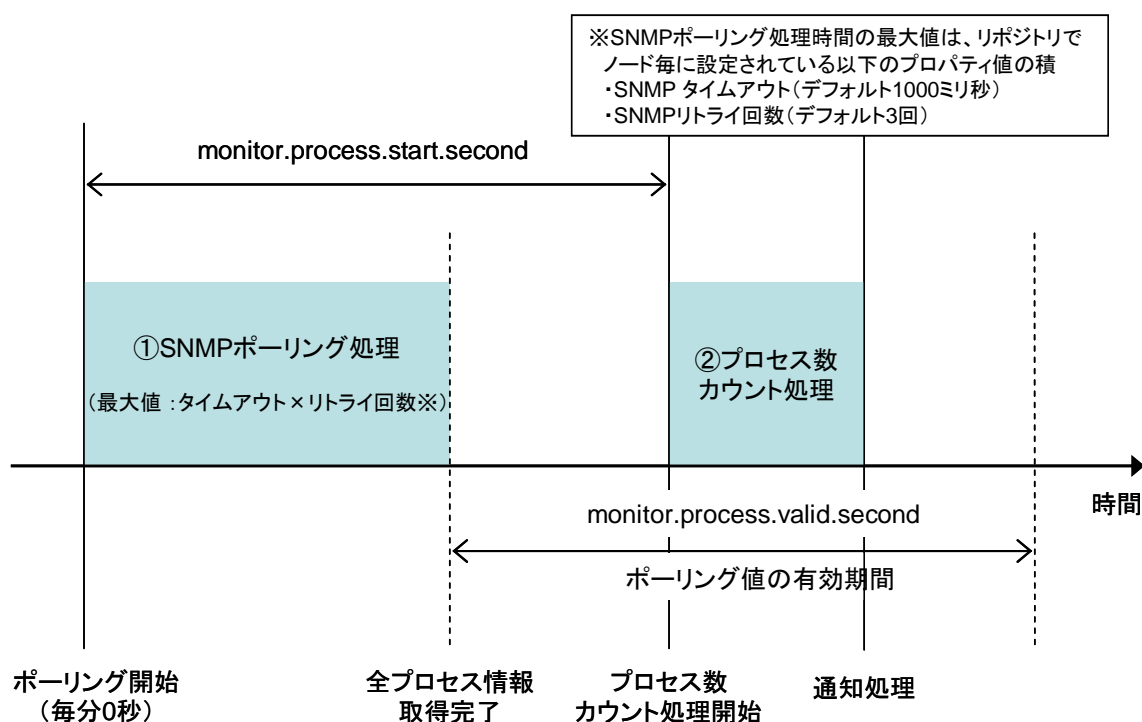 ※SNMPポーリング処理時間の最大値は、リポジトリで
ノード毎に設定されている以下のプロパティ値の積
・SNMP タイムアウト(デフォルト1000ミリ秒)
・SNMPリトライ回数(デフォルト3回)
monitor.process.start.second
①SNMPポーリング処理
(最大値 :タイムアウト×リトライ回数※)
②プロセス数
カウント処理
時間
monitor.process.valid.second
ポーリング値の有効期間
ポーリング開始
(毎分0秒)
全プロセス情報
取得完了
プロセス数
カウント処理開始
通知処理